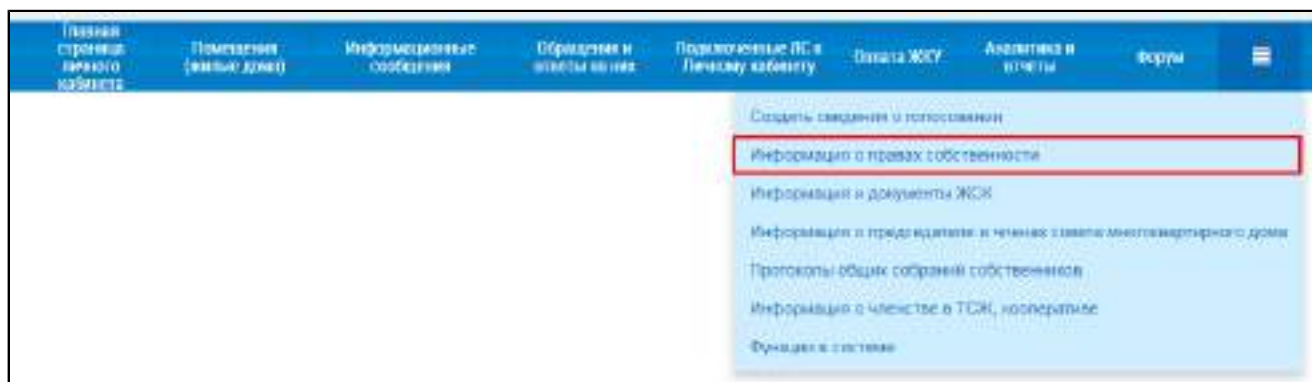 Главная
страница
личного
кабинета
Помещения
(жилые дома)
Информационные
сообщения
Обращения и
ответы на них
Подключенные ЛС к
Личному кабинету
Оплата ЖКУ
Аналитика и
отчеты
Форум
Создать сведения о голосовании
Информация о правах собственности
Информация и документы ЖСК
Информация о председателе и членах совета многоквартирного дома
Протоколы общих собраний собственников
Информация о членстве в ТСЖ, кооперативе
Функции в системе